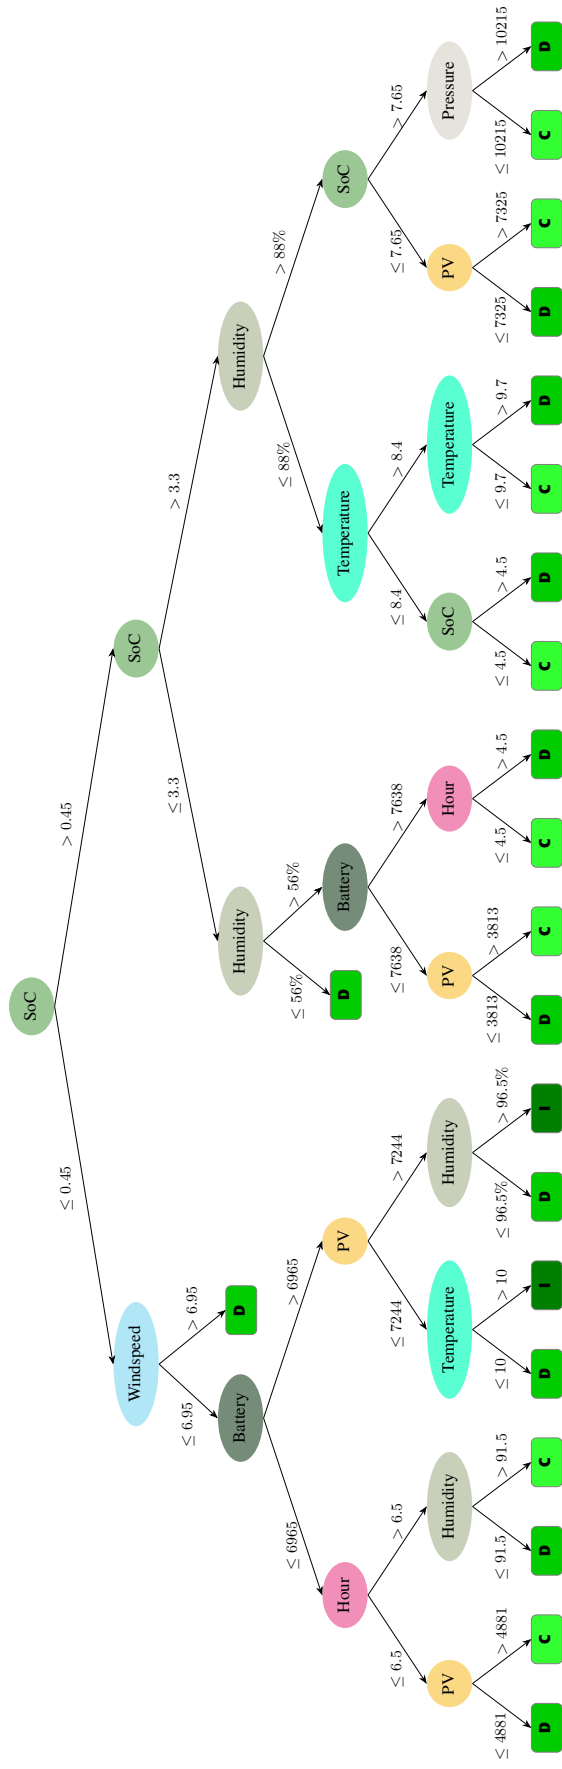 SoC
≤ 0.45
> 0.45
Windspeed
SoC
≤ 6.95
> 6.95
≤ 3.3
> 3.3
Battery
D
Humidity
Humidity
≤ 6965
> 6965
≤ 56%
> 56%
≤ 88%
> 88%
Hour
PV
D
Battery
Temperature
SoC
≤ 6.5
> 6.5
≤ 7244
> 7244
≤ 7638
> 7638
≤ 8.4
> 8.4
≤ 7.65
> 7.65
PV
Humidity
Temperature
Humidity
PV
Hour
SoC
Temperature
PV
Pressure
≤ 4881
> 4881
≤ 91.5
> 91.5
≤ 10
> 10
≤ 96.5%
> 96.5%
≤ 3813
> 3813
≤ 4.5
> 4.5
≤ 4.5
> 4.5
≤ 9.7
> 9.7
≤ 7325
> 7325
≤ 10215
> 10215
D
C
D
C
D
I
D
I
D
C
C
D
C
D
C
D
D
C
C
D